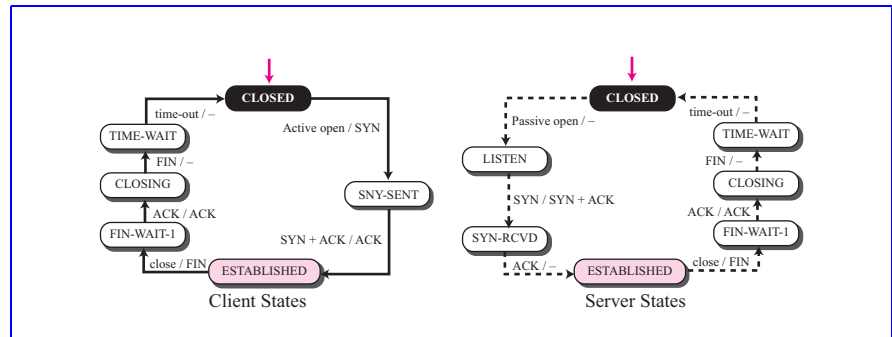 CLOSED
time-out / –
Active open / SYN
TIME-WAIT
FIN / –
CLOSING
SNY-SENT
ACK / ACK
FIN-WAIT-1
SYN + ACK / ACK
close / FIN
ESTABLISHED
Client States
CLOSED
Passive open / –
time-out / –
TIME-WAIT
LISTEN
FIN / –
CLOSING
SYN / SYN + ACK
ACK / ACK
SYN-RCVD
FIN-WAIT-1
ACK / –
ESTABLISHED
close / FIN
Server States